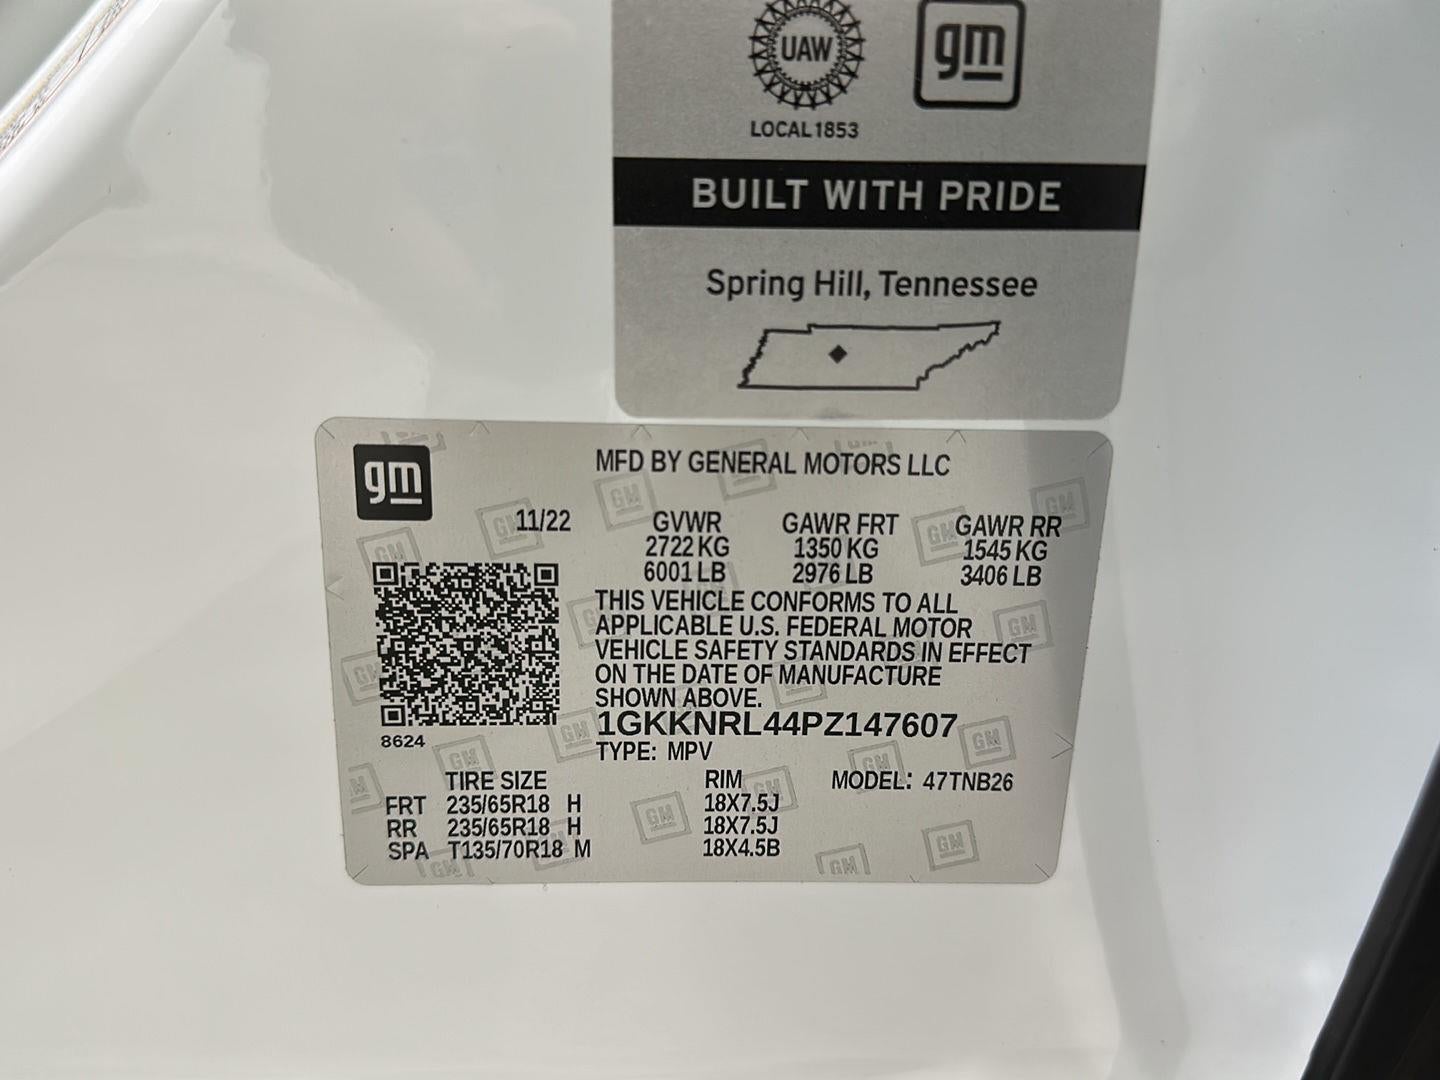 UAW
gm
LOCAL 1853
BUILT WITH PRIDE
Spring Hill, Tennessee
gm
MFD BY GENERAL MOTORS LLC
11/22 GVWR GAWR FRT GAWR RR
2722 KG 1350 KG 1545 KG
6001 LB 2976 LB 3406 LB
THIS VEHICLE CONFORMS TO ALL
APPLICABLE U.S. FEDERAL MOTOR
VEHICLE SAFETY STANDARDS IN EFFECT
ON THE DATE OF MANUFACTURE
SHOWN ABOVE.
1GKKNRL44PZ147607
8624
TYPE: MPV
TIRE SIZE RIM MODEL: 47TNB26
FRT 235/65R18 H 18X7.5J
RR 235/65R18 H 18X7.5J
SPA T135/70R18 M 18X4.5B